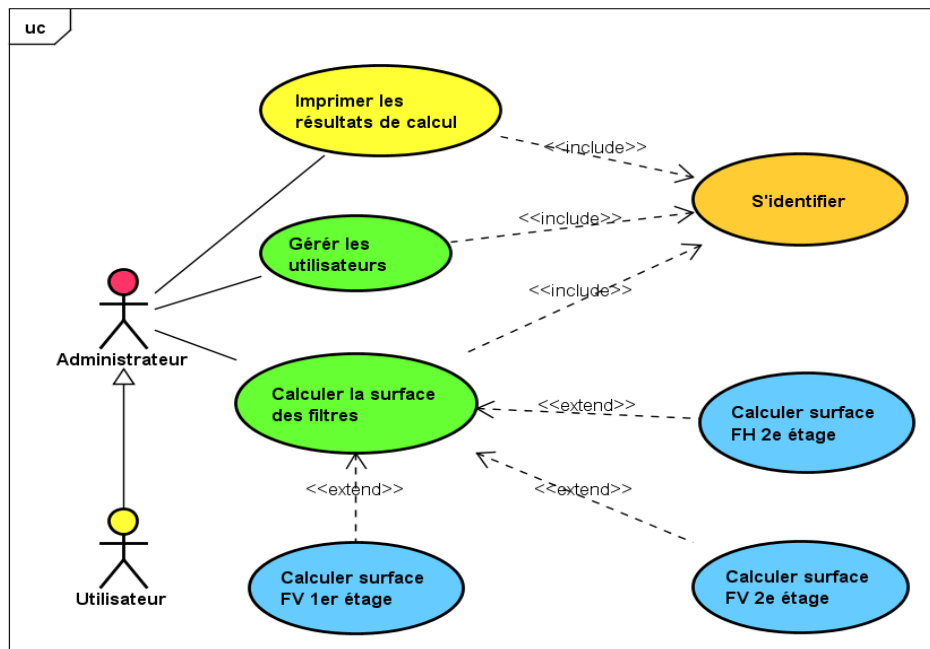 uc
Imprimer les
résultats de calcul
<<include>>
S'identifier
Gérér les
utilisateurs
<<include>>
<<include>>
Administrateur
Calculer la surface
des filtres
<<extend>>
Calculer surface
FH 2e étage
<<extend>>
<<extend>>
Utilisateur
Calculer surface
FV 1er étage
Calculer surface
FV 2e étage